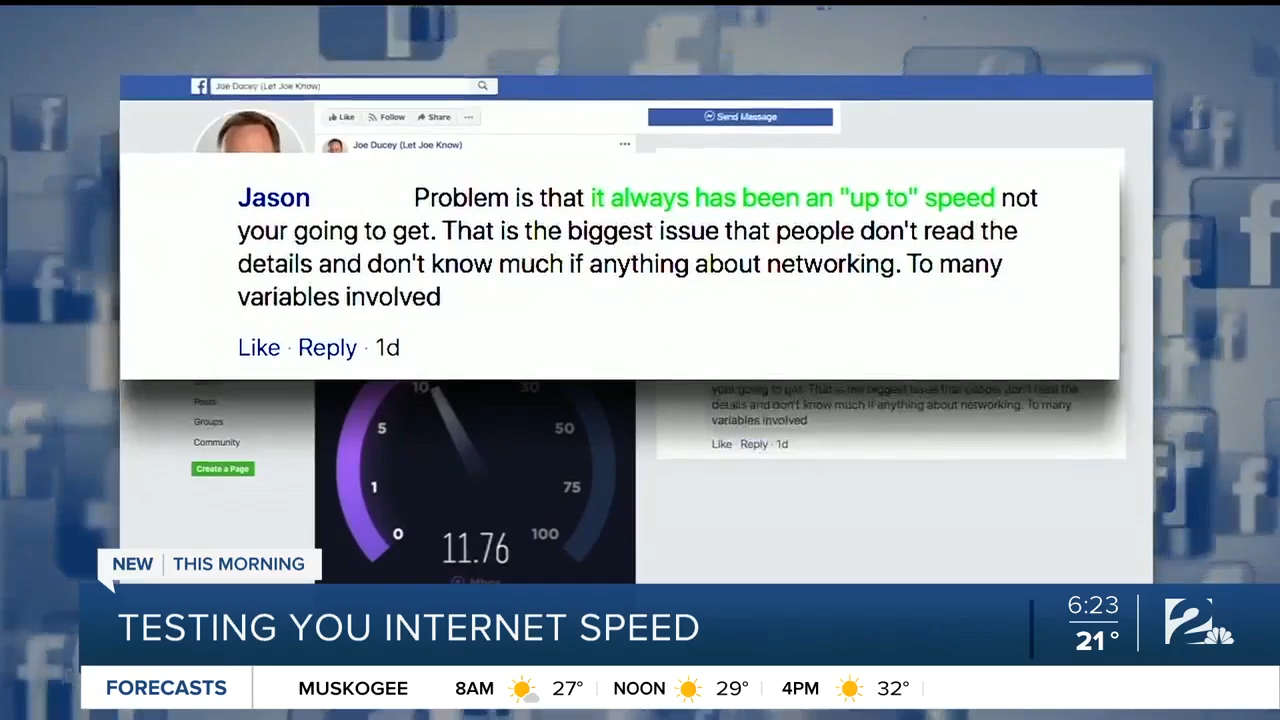 Joe Dacey (Let Joe Know)
Like Follow Share ...
Send Message
Joe Ducey (Let Joe Know)
...
Jason Problem is that it always has been an "up to" speed not
your going to get. That is the biggest issue that people don't read the
details and don't know much if anything about networking. To many
variables involved
Like · Reply · 1d
Posts
Groups
Community
Create a Page
10 30
5 50
1 75
0 100
11.76
Mbps
your going to get. That is the biggest issue that people don't read the
details and don't know much if anything about networking. To many
variables involved
Like · Reply · 1d
NEW THIS MORNING
TESTING YOU INTERNET SPEED
6:23
21°
2
FORECASTS MUSKOGEE 8AM 27° NOON 29° 4PM 32°